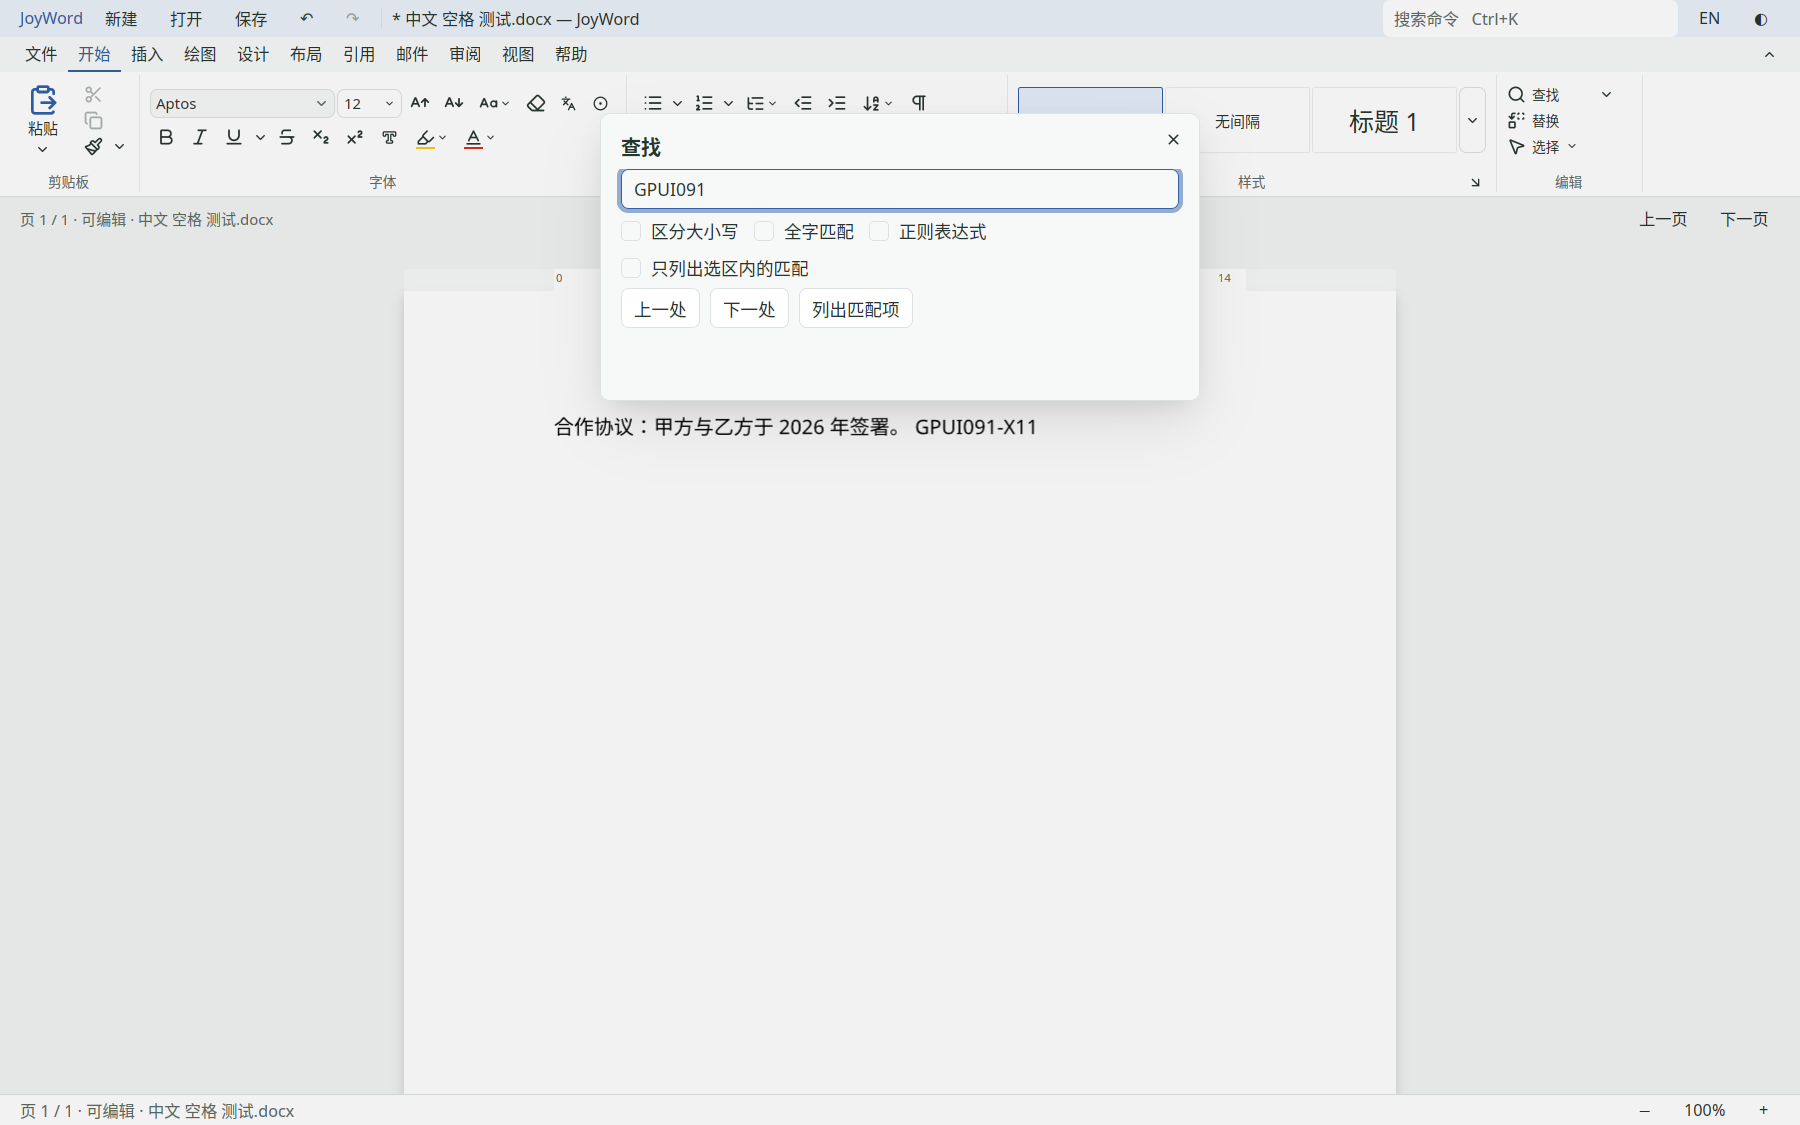 JoyWord 新建 打开 保存 * 中文 空格 测试.docx — JoyWord 搜索命令 Ctrl+K EN
文件 开始 插入 绘图 设计 布局 引用 邮件 审阅 视图 帮助
粘贴
剪贴板
Aptos 12
字体
无间隔 标题 1
样式
查找
替换
选择
编辑
页 1 / 1 · 可编辑 · 中文 空格 测试.docx 上一页 下一页
查找
GPUI091
区分大小写 全字匹配 正则表达式
只列出选区内的匹配
上一处 下一处 列出匹配项
0 14
合作协议：甲方与乙方于 2026 年签署。 GPUI091-X11
页 1 / 1 · 可编辑 · 中文 空格 测试.docx — 100% +